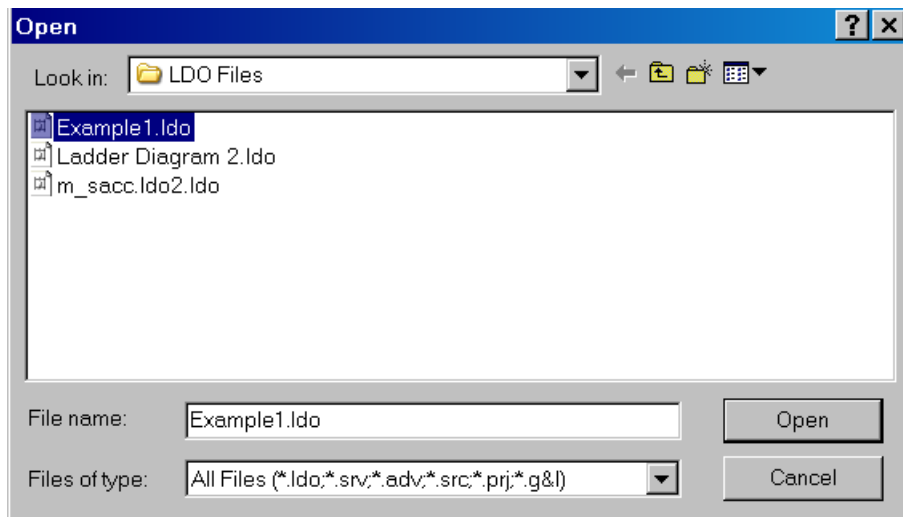 Open
Look in: LDO Files
Example1.ldo
Ladder Diagram 2.ldo
m_sacc.ldo2.ldo
File name: Example1.ldo Open
Files of type: All Files (*.ldo;*.srv;*.adv;*.src;*.prj;*.g&l) Cancel